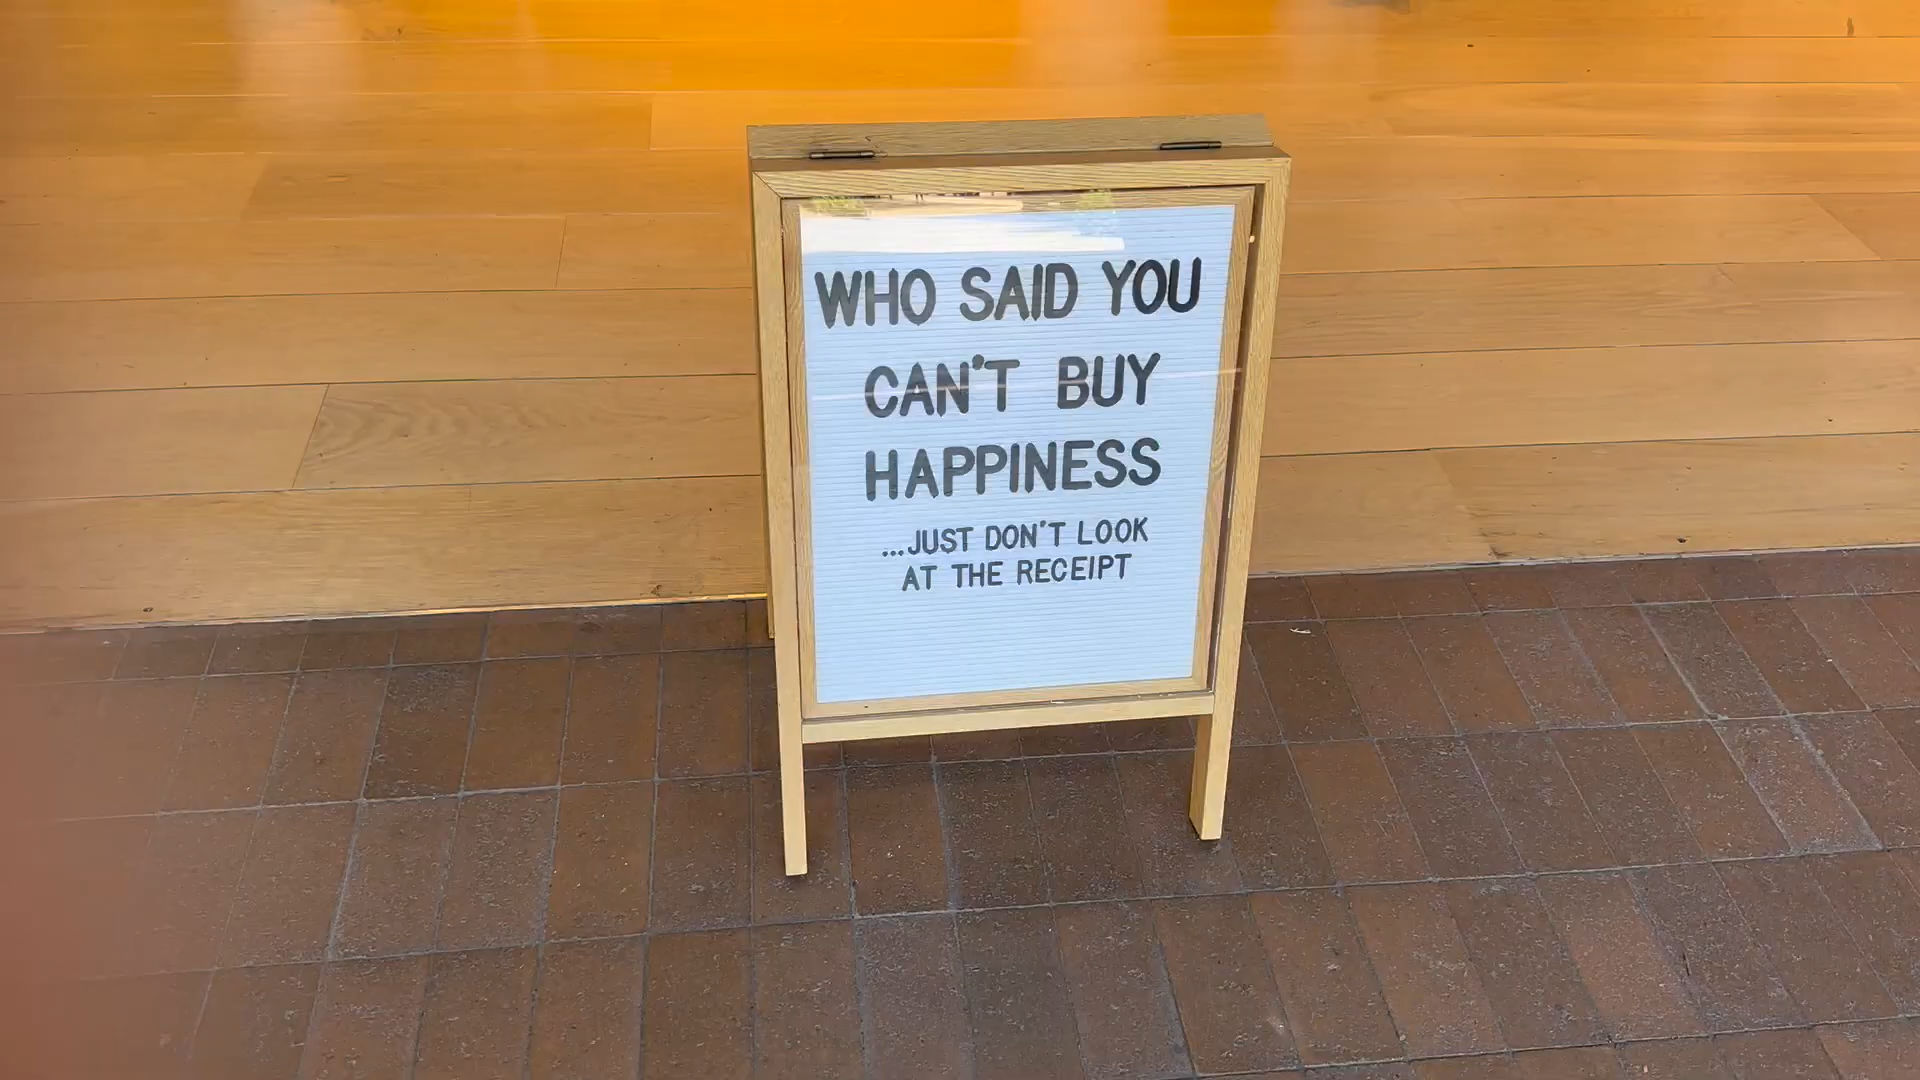 WHO SAID YOU
CAN'T BUY
HAPPINESS
...JUST DON'T LOOK
AT THE RECEIPT